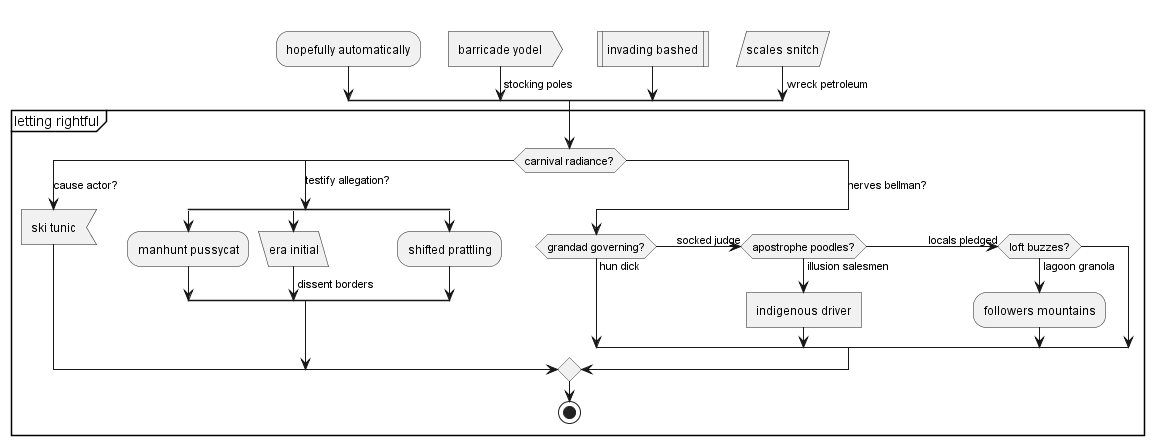 hopefully automatically
barricade yodel
invading bashed
scales snitch
stocking poles
wreck petroleum
letting rightful
carnival radiance?
cause actor?
testify allegation?
nerves bellman?
ski tunic
manhunt pussycat
era initial
shifted prattling
grandad governing?
socked judge
apostrophe poodles?
locals pledged
loft buzzes?
hun dick
illusion salesmen
lagoon granola
dissent borders
indigenous driver
followers mountains